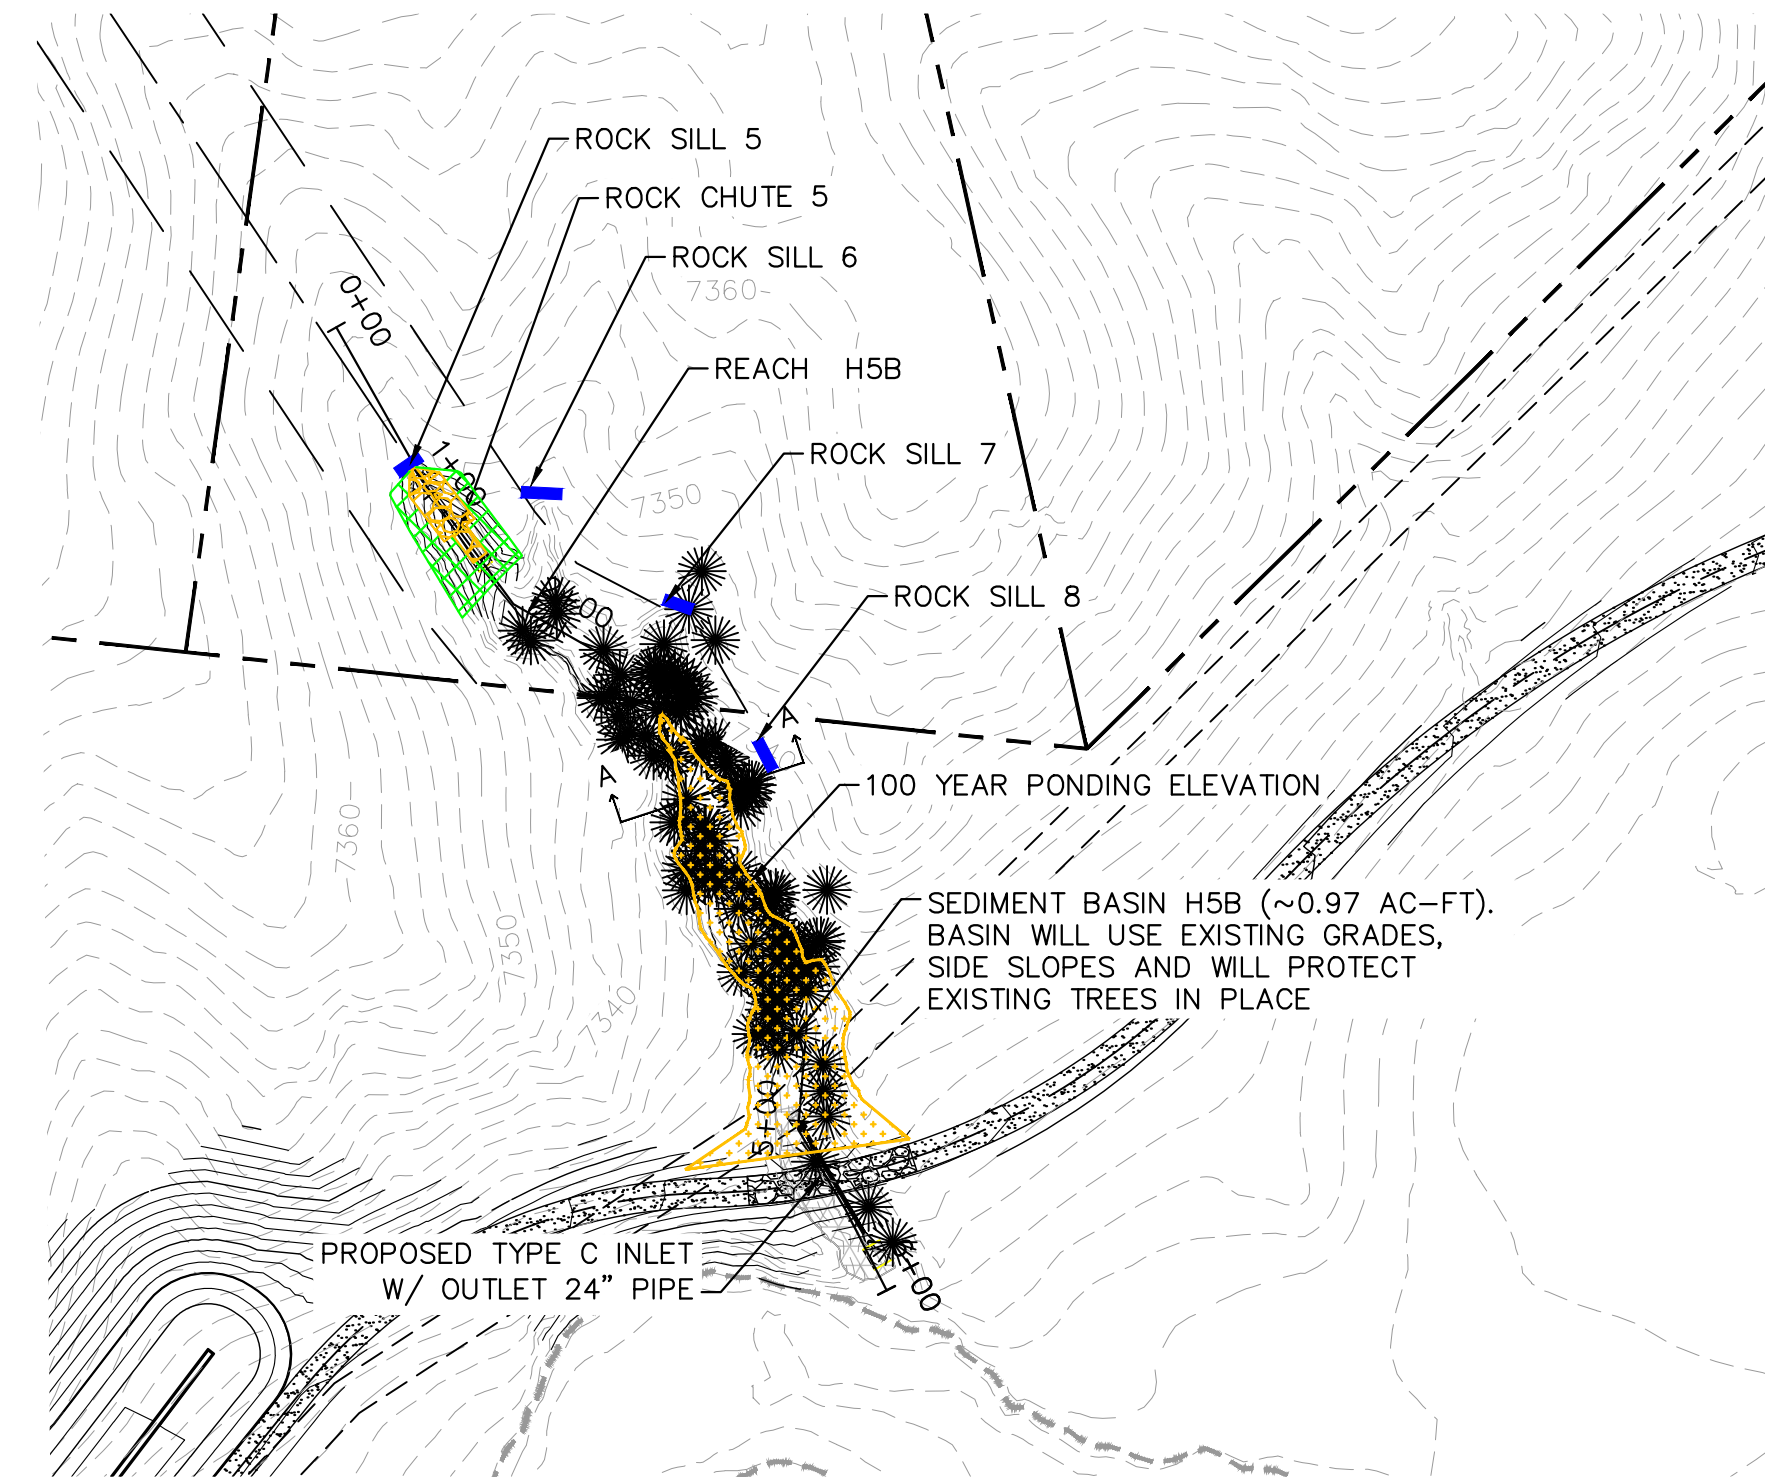 ROCK SILL 5
ROCK CHUTE 5
ROCK SILL 6
7360
0+00
REACH H5B
1+00
ROCK SILL 7
7350
ROCK SILL 8
00
A
A
100 YEAR PONDING ELEVATION
7360
SEDIMENT BASIN H5B (~0.97 AC-FT).
BASIN WILL USE EXISTING GRADES,
SIDE SLOPES AND WILL PROTECT
EXISTING TREES IN PLACE
7350
7340
5+00
PROPOSED TYPE C INLET
W/ OUTLET 24” PIPE
+00